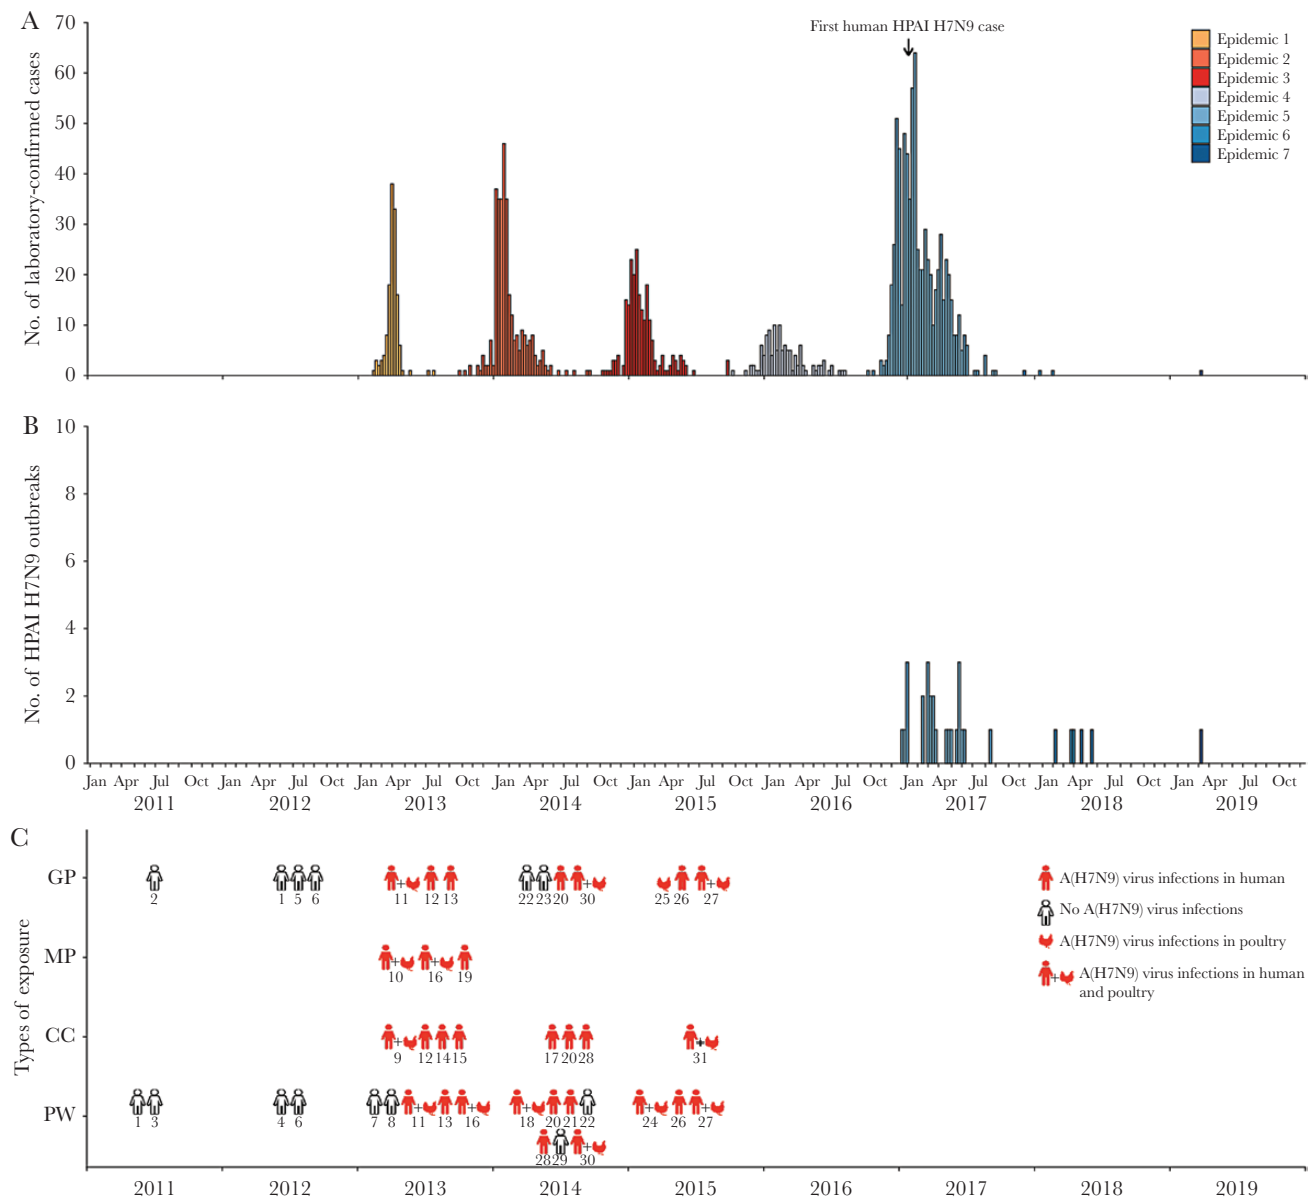 A
No. of laboratory-confirmed cases
70
60
50
40
30
20
10
0
First human HPAI H7N9 case
Epidemic 1
Epidemic 2
Epidemic 3
Epidemic 4
Epidemic 5
Epidemic 6
Epidemic 7
B
No. of HPAI H7N9 outbreaks
10
8
6
4
2
0
Jan Apr Jul Oct Jan Apr Jul Oct Jan Apr Jul Oct Jan Apr Jul Oct Jan Apr Jul Oct Jan Apr Jul Oct Jan Apr Jul Oct Jan Apr Jul Oct Jan Apr Jul Oct
2011 2012 2013 2014 2015 2016 2017 2018 2019
C
Types of exposure
GP
2 1 5 6 + 11 12 13 22 23 20 + 30 25 26 + 27
MP
+ 10 + 16 19
CC
+ 9 12 14 15 17 20 28 + 31
PW
1 3 4 6 7 8 + 11 13 + 16 + 18 20 21 22 + 24 26 + 27
28 29 + 30
A(H7N9) virus infections in human
No A(H7N9) virus infections
A(H7N9) virus infections in poultry
+ A(H7N9) virus infections in human
and poultry
2011 2012 2013 2014 2015 2016 2017 2018 2019